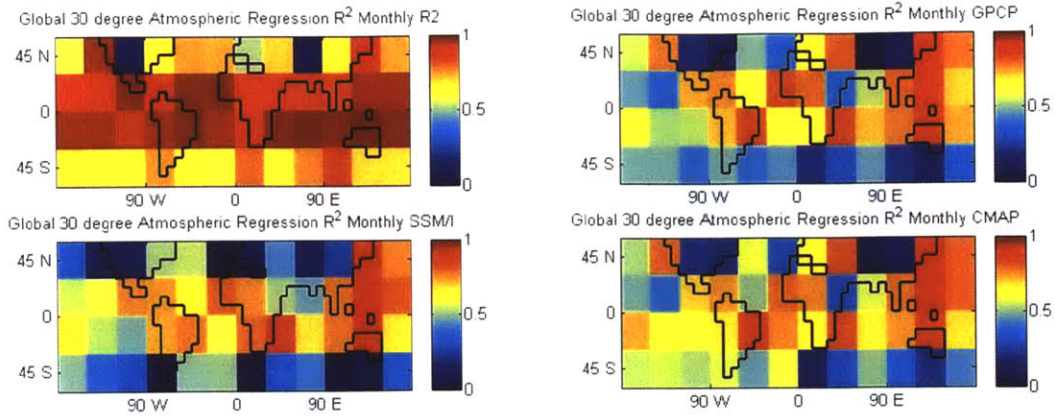 Global 30 degree Atmospheric Regression R² Monthly R2
45 N
0
45 S
90 W
0
90 E
1
0.5
0
Global 30 degree Atmospheric Regression R² Monthly GPCP
45 N
0
45 S
90 W
0
90 E
1
0.5
0
Global 30 degree Atmospheric Regression R² Monthly SSM/I
45 N
0
45 S
90 W
0
90 E
1
0.5
0
Global 30 degree Atmospheric Regression R² Monthly CMAP
45 N
0
45 S
90 W
0
90 E
1
0.5
0